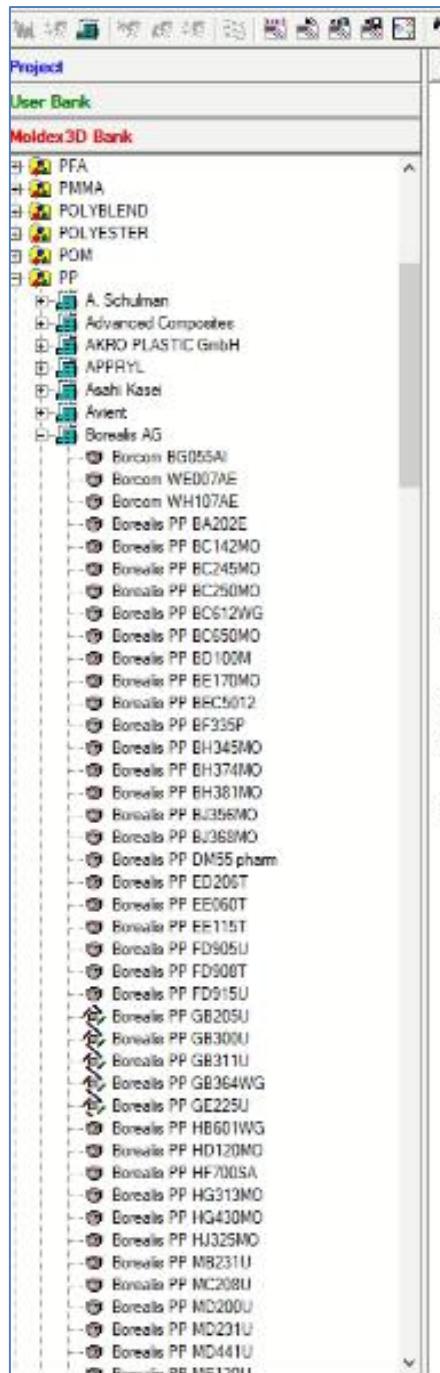 Project
User Bank
Moldex3D Bank
PFA
PMMA
POLYBLEND
POLYESTER
POM
PP
A. Schulman
Advanced Composites
AKRO PLASTIC GmbH
APPRYL
Asahi Kasei
Avient
Borealis AG
Borcom BG055AI
Borcom WE007AE
Borcom WH107AE
Borealis PP BA202E
Borealis PP BC142MO
Borealis PP BC245MO
Borealis PP BC250MO
Borealis PP BC612WG
Borealis PP BC650MO
Borealis PP BD100M
Borealis PP BE170MO
Borealis PP BEC5012
Borealis PP BF335P
Borealis PP BH345MO
Borealis PP BH374MO
Borealis PP BH381MO
Borealis PP BJ356MO
Borealis PP BJ368MO
Borealis PP DM55 pharm
Borealis PP ED206T
Borealis PP EE060T
Borealis PP EE115T
Borealis PP FD905U
Borealis PP FD908T
Borealis PP FD915U
Borealis PP GB205U
Borealis PP GB300U
Borealis PP GB311U
Borealis PP GB364WG
Borealis PP GE225U
Borealis PP HB601WG
Borealis PP HD120MO
Borealis PP HF700SA
Borealis PP HG313MO
Borealis PP HG430MO
Borealis PP HJ325MO
Borealis PP MB231U
Borealis PP MC208U
Borealis PP MD200U
Borealis PP MD231U
Borealis PP MD441U
Borealis PP